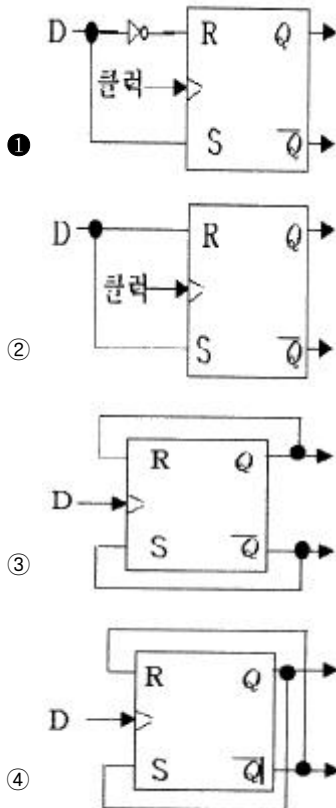 D R Q
클럭
❶ S Q̅
D R Q
클럭
② S Q̅
R Q
D
③ S Q̅
R Q
D
④ S Q̅